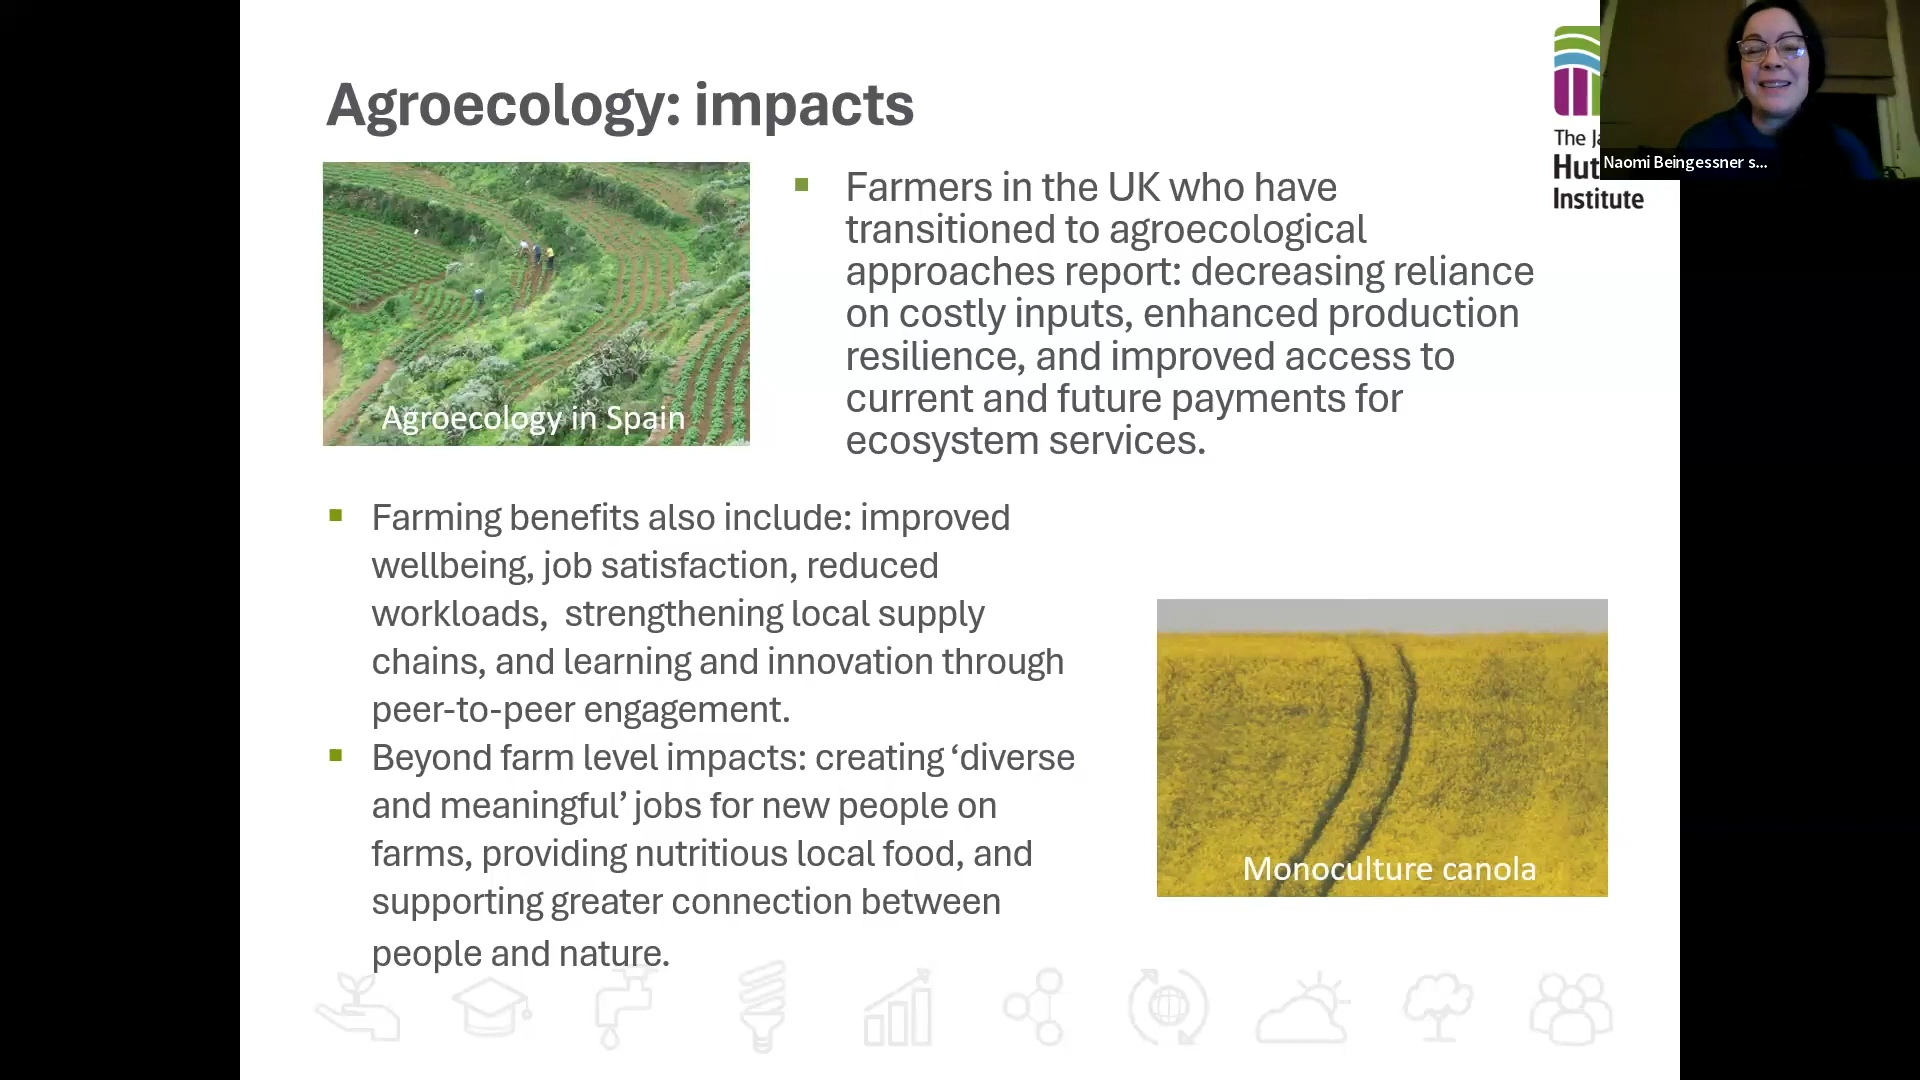 Agroecology: impacts
The Ja
Hut
Institute
Naomi Beingessner s...
Agroecology in Spain
Farmers in the UK who have
transitioned to agroecological
approaches report: decreasing reliance
on costly inputs, enhanced production
resilience, and improved access to
current and future payments for
ecosystem services.
Farming benefits also include: improved
wellbeing, job satisfaction, reduced
workloads,  strengthening local supply
chains, and learning and innovation through
peer-to-peer engagement.
Beyond farm level impacts: creating ‘diverse
and meaningful’ jobs for new people on
farms, providing nutritious local food, and
supporting greater connection between
people and nature.
Monoculture canola